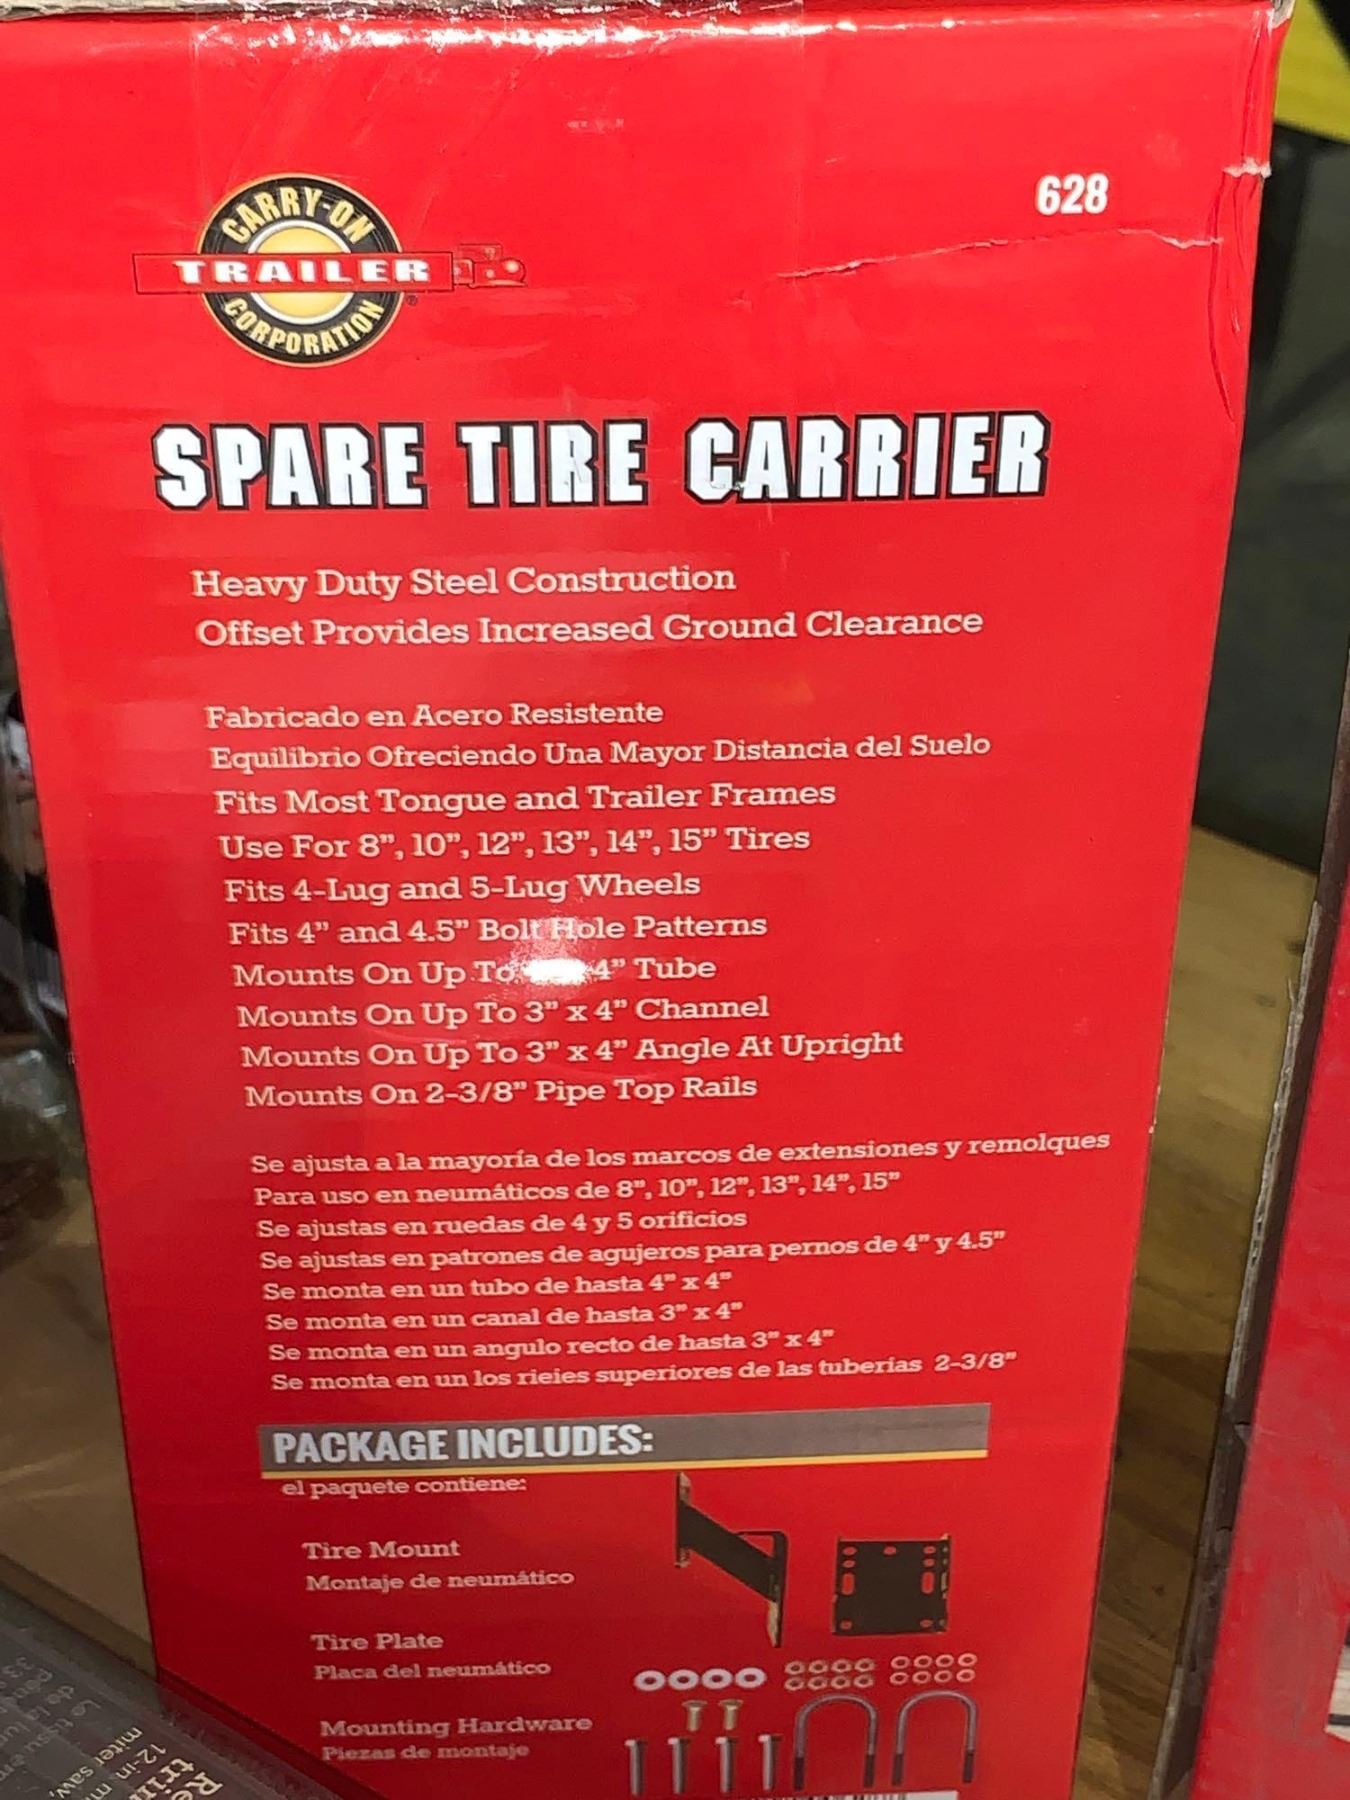 CARRY-ON
TRAILER
CORPORATION
®
628
SPARE TIRE CARRIER
Heavy Duty Steel Construction
Offset Provides Increased Ground Clearance
Fabricado en Acero Resistente
Equilibrio Ofreciendo Una Mayor Distancia del Suelo
Fits Most Tongue and Trailer Frames
Use For 8", 10", 12", 13", 14", 15" Tires
Fits 4-Lug and 5-Lug Wheels
Fits 4" and 4.5" Bolt Hole Patterns
Mounts On Up To 4" Tube
Mounts On Up To 3" x 4" Channel
Mounts On Up To 3" x 4" Angle At Upright
Mounts On 2-3/8" Pipe Top Rails
Se ajusta a la mayoría de los marcos de extensiones y remolques
Para uso en neumáticos de 8", 10", 12", 13", 14", 15"
Se ajustas en ruedas de 4 y 5 orificios
Se ajustas en patrones de agujeros para pernos de 4" y 4.5"
Se monta en un tubo de hasta 4" x 4"
Se monta en un canal de hasta 3" x 4"
Se monta en un angulo recto de hasta 3" x 4"
Se monta en un los rieies superiores de las tuberias 2-3/8"
PACKAGE INCLUDES:
el paquete contiene:
Tire Mount
Montaje de neumático
Tire Plate
Placa del neumático
Mounting Hardware
Piezas de montaje
12-in
miter saw,